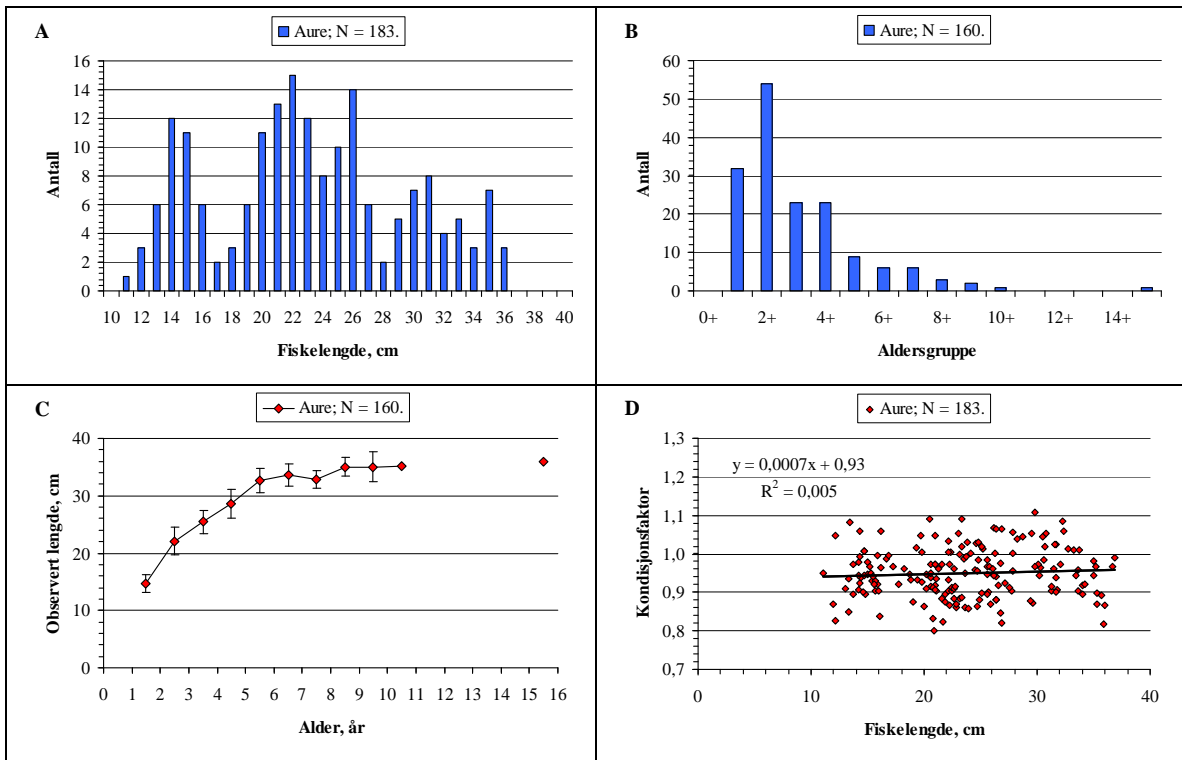 A
Aure; N = 183.
Antall
16
14
12
10
8
6
4
2
0
10 12 14 16 18 20 22 24 26 28 30 32 34 36 38 40
Fiskelengde, cm
B
Aure; N = 160.
Antall
60
50
40
30
20
10
0
0+ 2+ 4+ 6+ 8+ 10+ 12+ 14+
Aldersgruppe
C
Aure; N = 160.
Observert lengde, cm
40
30
20
10
0
0 1 2 3 4 5 6 7 8 9 10 11 12 13 14 15 16
Alder, år
D
Aure; N = 183.
Kondisjonsfaktor
1,3
1,2
1,1
1,0
0,9
0,8
0,7
y = 0,0007x + 0,93
R² = 0,005
0 10 20 30 40
Fiskelengde, cm